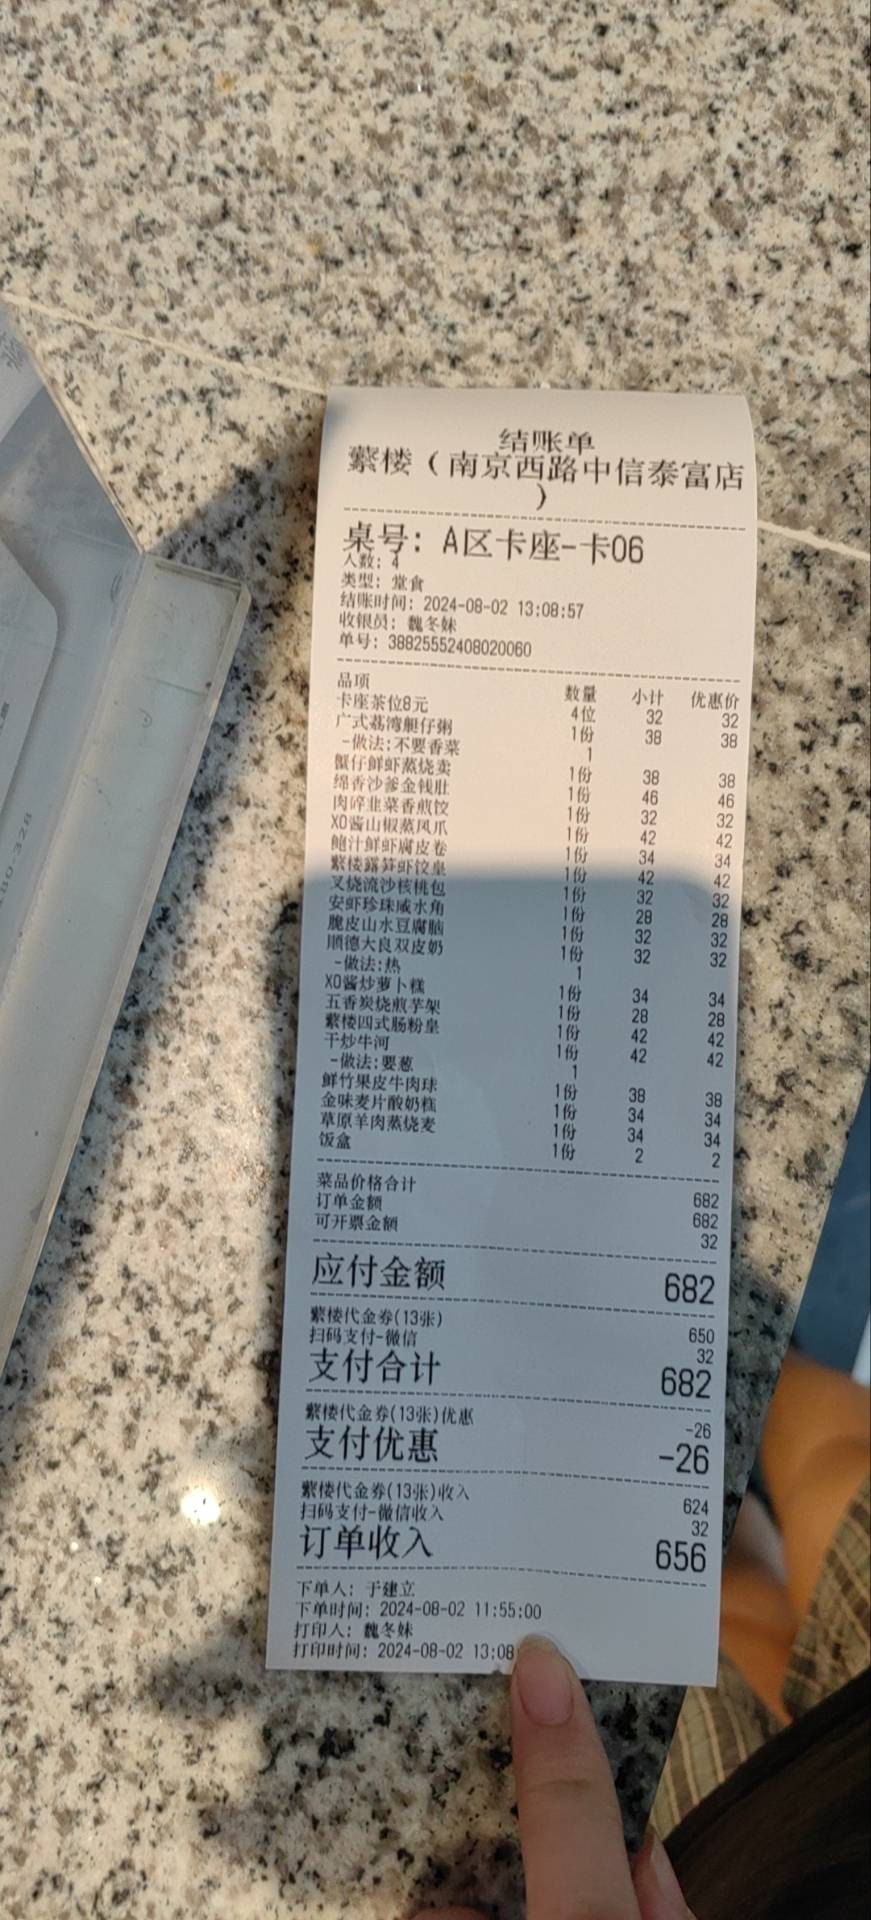 结账单
蘩楼（南京西路中信泰富店
）
桌号: A区卡座-卡06
人数: 4
类型: 堂食
结账时间: 2024-08-02 13:08:57
收银员: 魏冬妹
单号: 38825552408020060
品项 数量 小计 优惠价
卡座茶位8元 4位 32 32
广式荔湾艇仔粥 1份 38 38
-做法:不要香菜 1
蟹仔鲜虾蒸烧卖 1份 38 38
绵香沙爹金钱肚 1份 46 46
肉碎韭菜香煎饺 1份 32 32
XO酱山椒蒸凤爪 1份 42 42
鲍汁鲜虾腐皮卷 1份 34 34
蘩楼露笋虾饺皇 1份 42 42
叉烧流沙核桃包 1份 32 32
安虾珍珠咸水角 1份 28 28
脆皮山水豆腐脑 1份 32 32
顺德大良双皮奶 1份 32 32
-做法:热 1
XO酱炒萝卜糕 1份 34 34
五香炭烧煎芋架 1份 28 28
蘩楼四式肠粉皇 1份 42 42
干炒牛河 1份 42 42
-做法:要葱 1
鲜竹果皮牛肉球 1份 38 38
金味麦片酸奶糕 1份 34 34
草原羊肉蒸烧麦 1份 34 34
饭盒 1份 2 2
菜品价格合计 682
订单金额 682
可开票金额 32
应付金额 682
蘩楼代金券(13张) 650
扫码支付-微信 32
支付合计 682
蘩楼代金券(13张)优惠 -26
支付优惠 -26
蘩楼代金券(13张)收入 624
扫码支付-微信收入 32
订单收入 656
下单人: 于建立
下单时间: 2024-08-02 11:55:00
打印人: 魏冬妹
打印时间: 2024-08-02 13:08